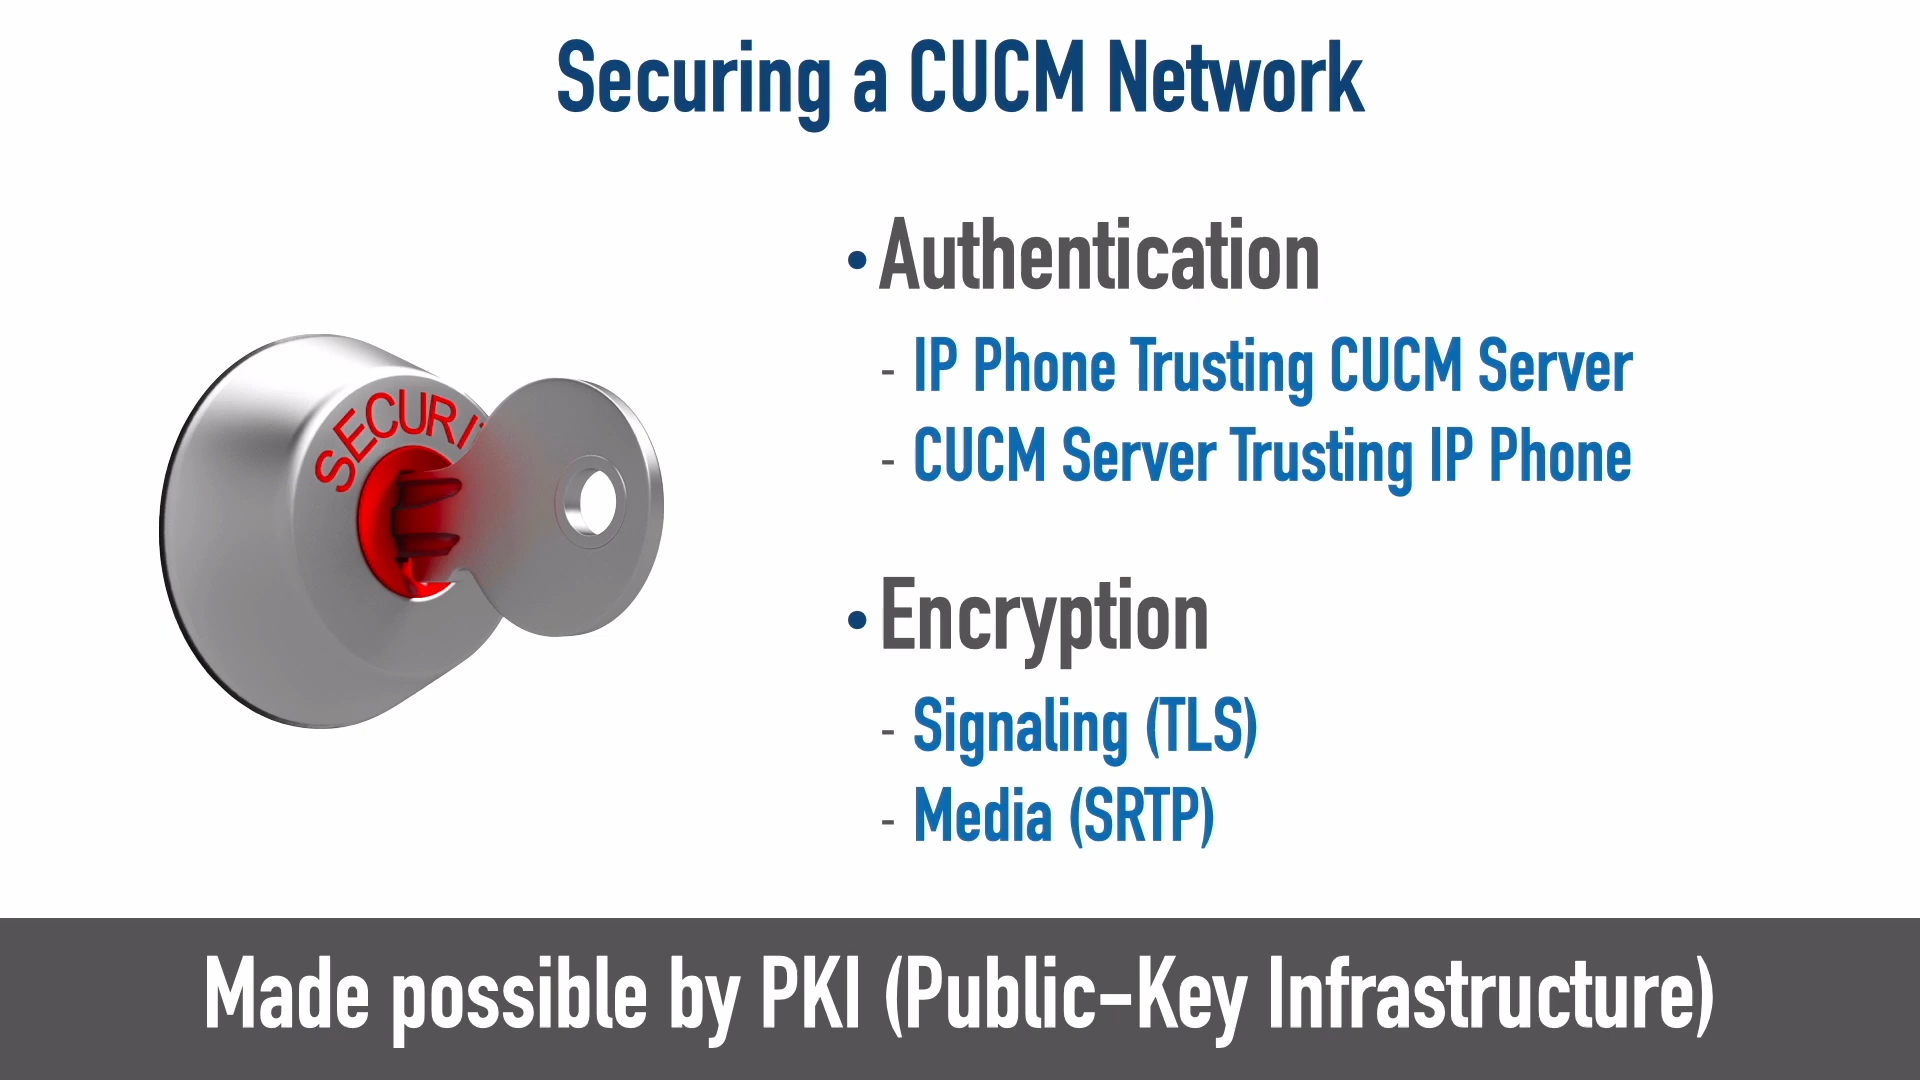 Securing a CUCM Network
• Authentication
- IP Phone Trusting CUCM Server
- CUCM Server Trusting IP Phone
• Encryption
- Signaling (TLS)
- Media (SRTP)
SECURI
Made possible by PKI (Public-Key Infrastructure)